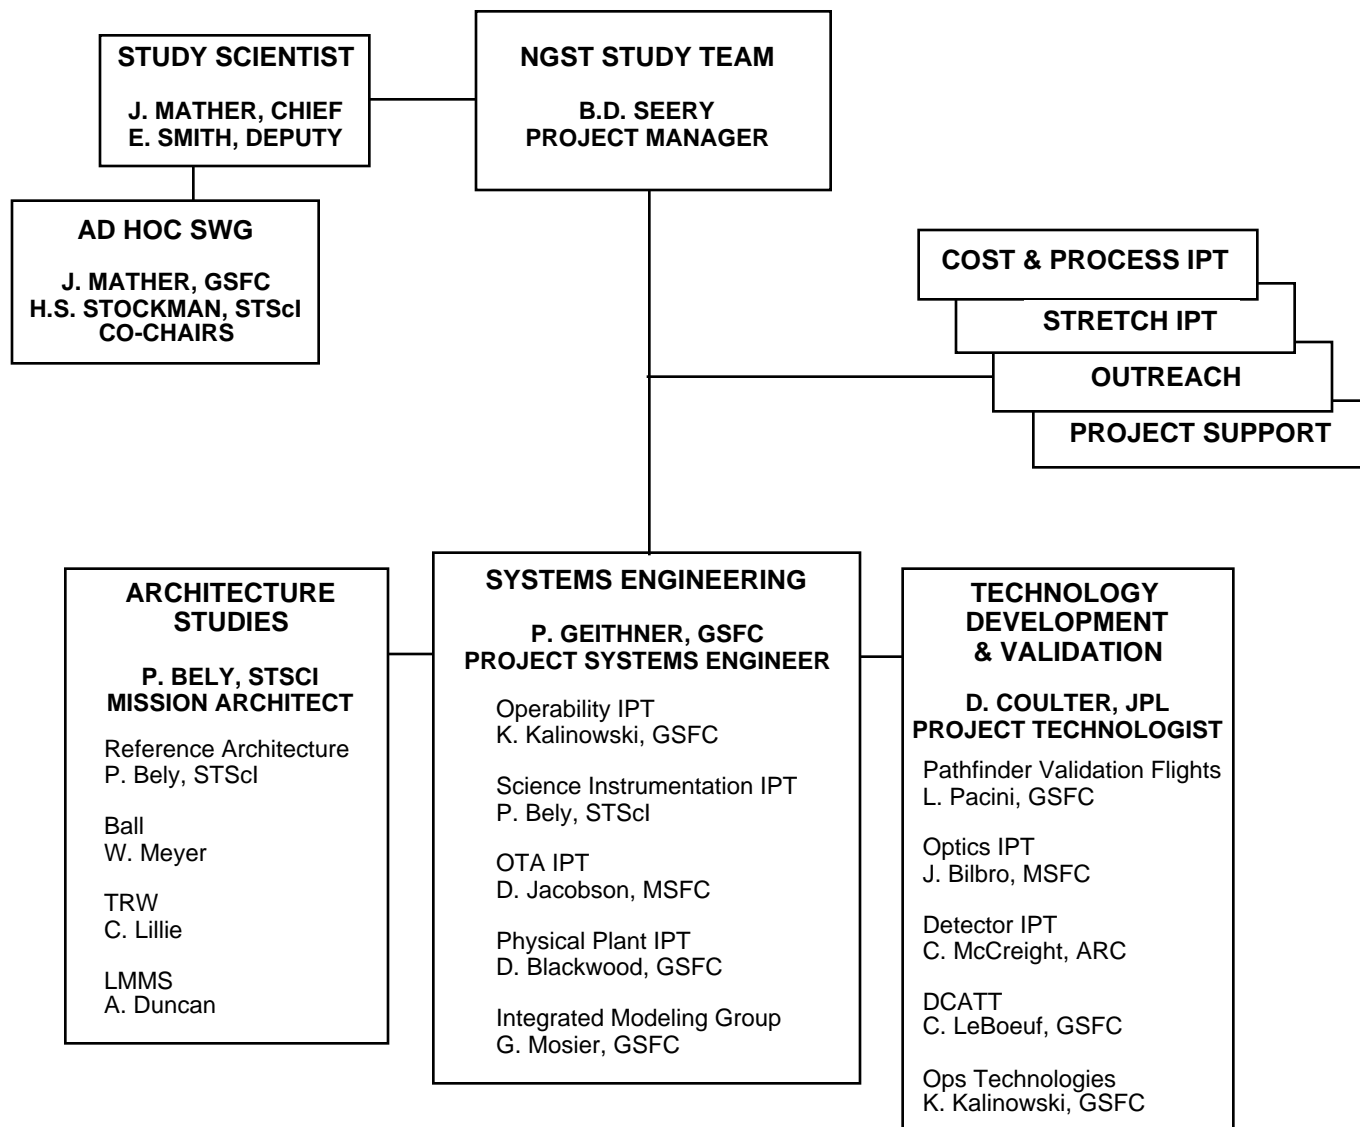 STUDY SCIENTIST
J. MATHER, CHIEF
E. SMITH, DEPUTY
NGST STUDY TEAM
B.D. SEERY
PROJECT MANAGER
AD HOC SWG
J. MATHER, GSFC
H.S. STOCKMAN, STScI
CO-CHAIRS
COST & PROCESS IPT
STRETCH IPT
OUTREACH
PROJECT SUPPORT
ARCHITECTURE
STUDIES
P. BELY, STSCI
MISSION ARCHITECT
Reference Architecture
P. Bely, STScI
Ball
W. Meyer
TRW
C. Lillie
LMMS
A. Duncan
SYSTEMS ENGINEERING
P. GEITHNER, GSFC
PROJECT SYSTEMS ENGINEER
Operability IPT
K. Kalinowski, GSFC
Science Instrumentation IPT
P. Bely, STScI
OTA IPT
D. Jacobson, MSFC
Physical Plant IPT
D. Blackwood, GSFC
Integrated Modeling Group
G. Mosier, GSFC
TECHNOLOGY
DEVELOPMENT
& VALIDATION
D. COULTER, JPL
PROJECT TECHNOLOGIST
Pathfinder Validation Flights
L. Pacini, GSFC
Optics IPT
J. Bilbro, MSFC
Detector IPT
C. McCreight, ARC
DCATT
C. LeBoeuf, GSFC
Ops Technologies
K. Kalinowski, GSFC